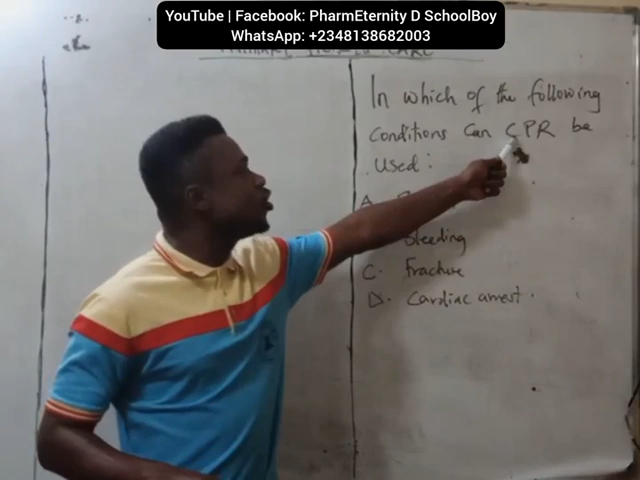 YouTube | Facebook: PharmEternity D SchoolBoy
WhatsApp: +2348138682003
In which of the following
Conditions Can CPR be
Used:
A.
Bleeding
C. Fracture
D. Cardiac arrest.